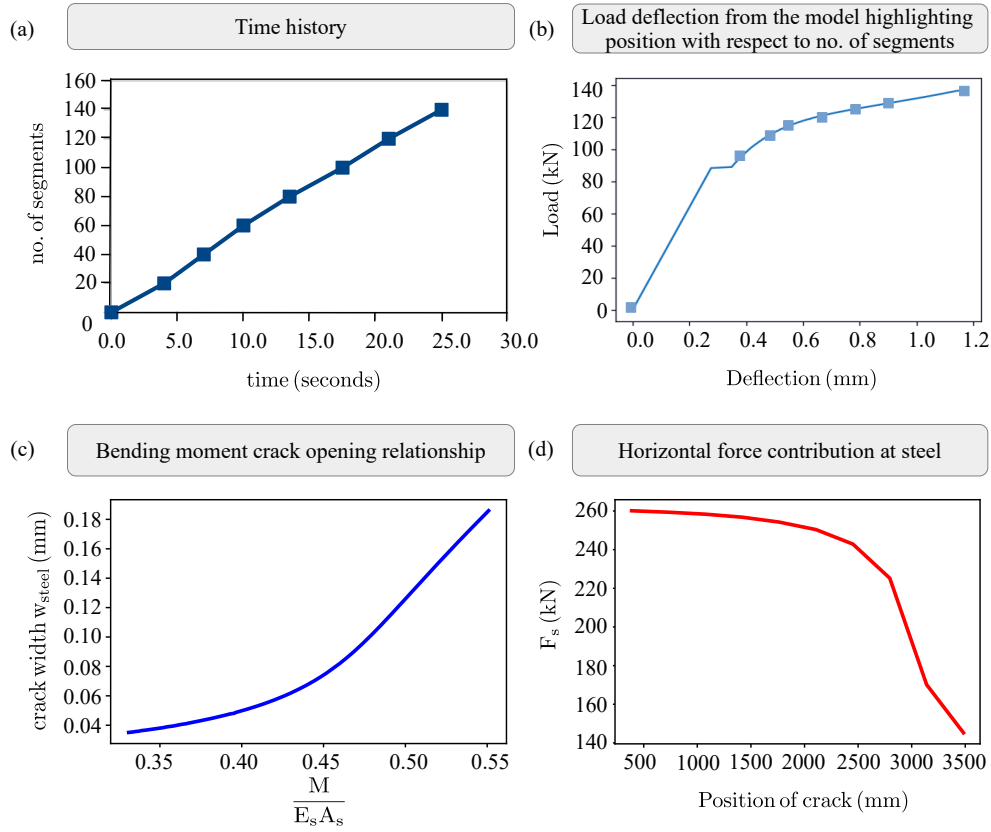 (a)
Time history
160
140
120
100
80
60
40
20
0
no. of segments
0.0 5.0 10.0 15.0 20.0 25.0 30.0
time (seconds)
(b)
Load deflection from the model highlighting
position with respect to no. of segments
140
120
100
80
60
40
20
0
Load (kN)
0.0 0.2 0.4 0.6 0.8 1.0 1.2
Deflection (mm)
(c)
Bending moment crack opening relationship
0.18
0.16
0.14
0.12
0.10
0.08
0.06
0.04
crack width w_steel (mm)
0.35 0.40 0.45 0.50 0.55
M
E_sA_s
(d)
Horizontal force contribution at steel
260
240
220
200
180
260
140
F_s (kN)
500 1000 1500 2000 2500 3000 3500
Position of crack (mm)